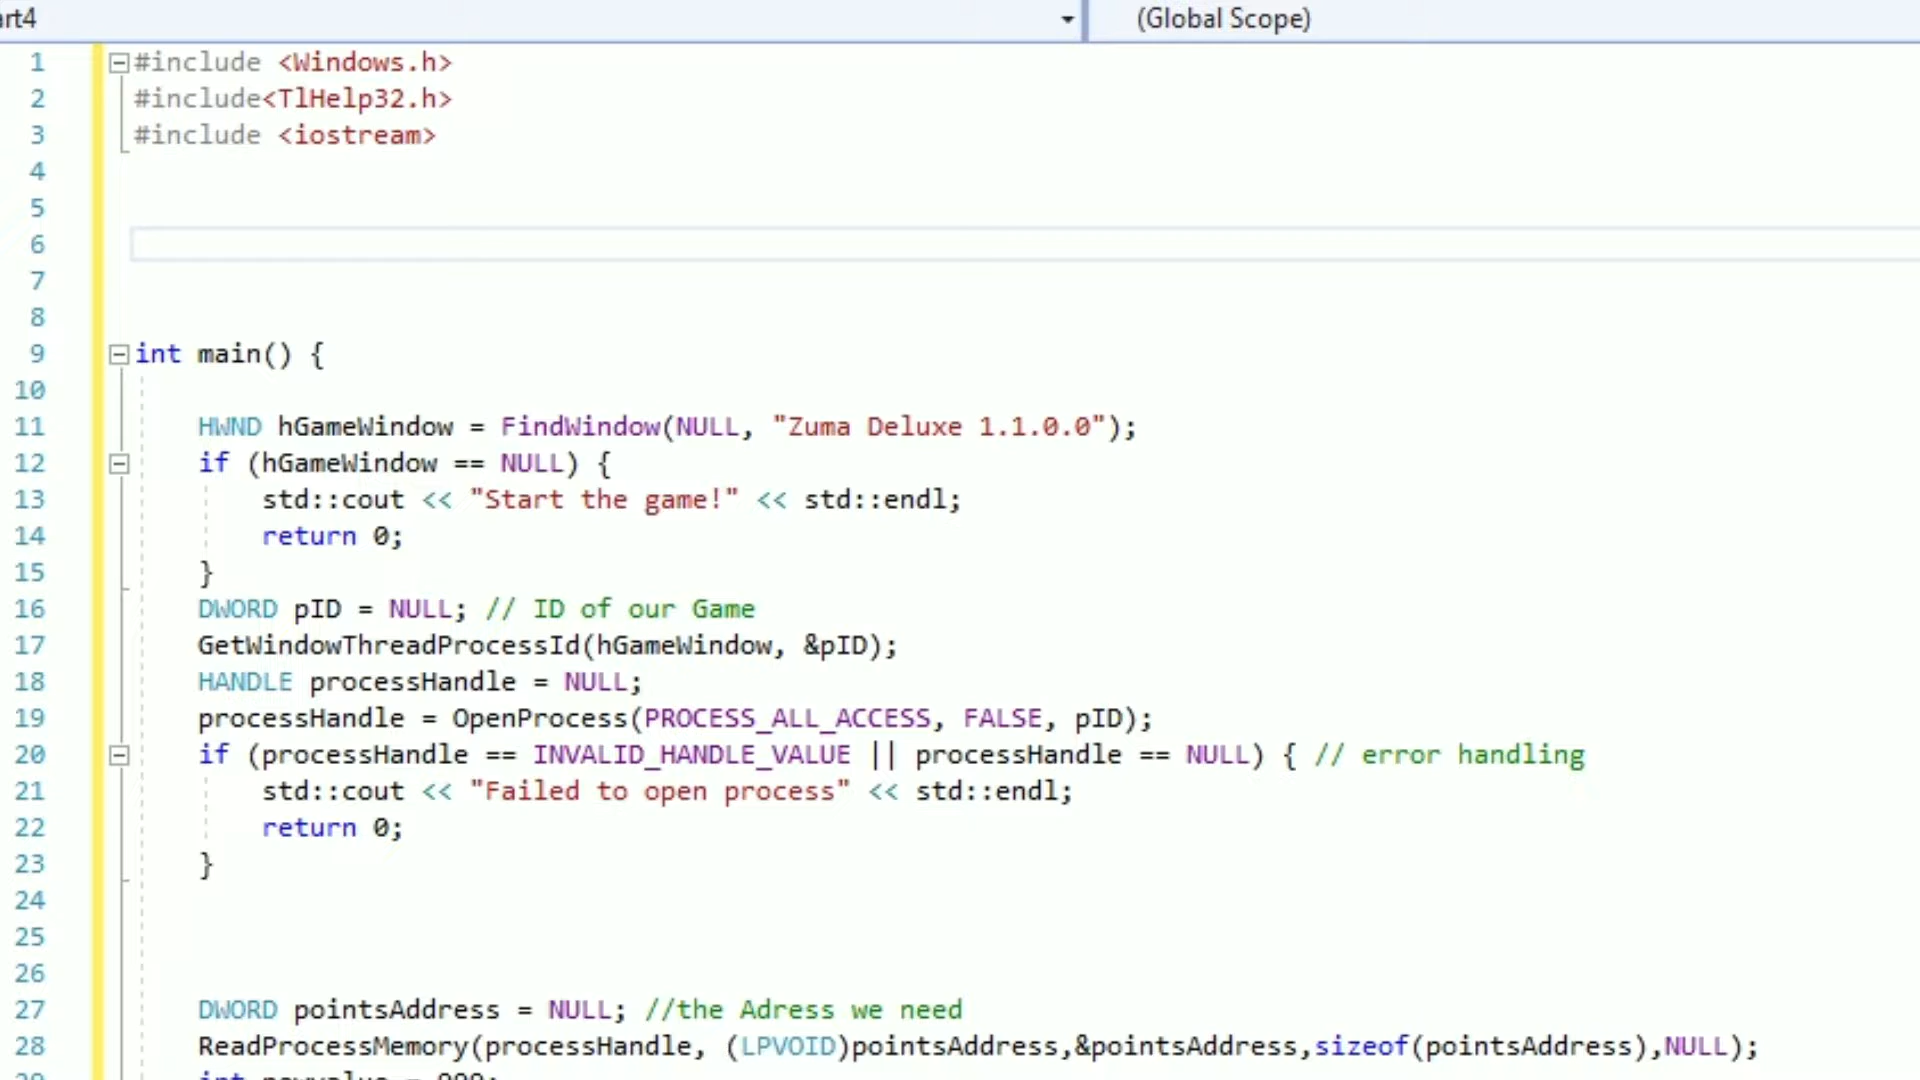 art4 (Global Scope)
1 #include <Windows.h>
2 #include<TlHelp32.h>
3 #include <iostream>
4
5
6
7
8
9 int main() {
10
11 HWND hGameWindow = FindWindow(NULL, "Zuma Deluxe 1.1.0.0");
12 if (hGameWindow == NULL) {
13 std::cout << "Start the game!" << std::endl;
14 return 0;
15 }
16 DWORD pID = NULL; // ID of our Game
17 GetWindowThreadProcessId(hGameWindow, &pID);
18 HANDLE processHandle = NULL;
19 processHandle = OpenProcess(PROCESS_ALL_ACCESS, FALSE, pID);
20 if (processHandle == INVALID_HANDLE_VALUE || processHandle == NULL) { // error handling
21 std::cout << "Failed to open process" << std::endl;
22 return 0;
23 }
24
25
26
27 DWORD pointsAddress = NULL; //the Adress we need
28 ReadProcessMemory(processHandle, (LPVOID)pointsAddress,&pointsAddress,sizeof(pointsAddress),NULL);